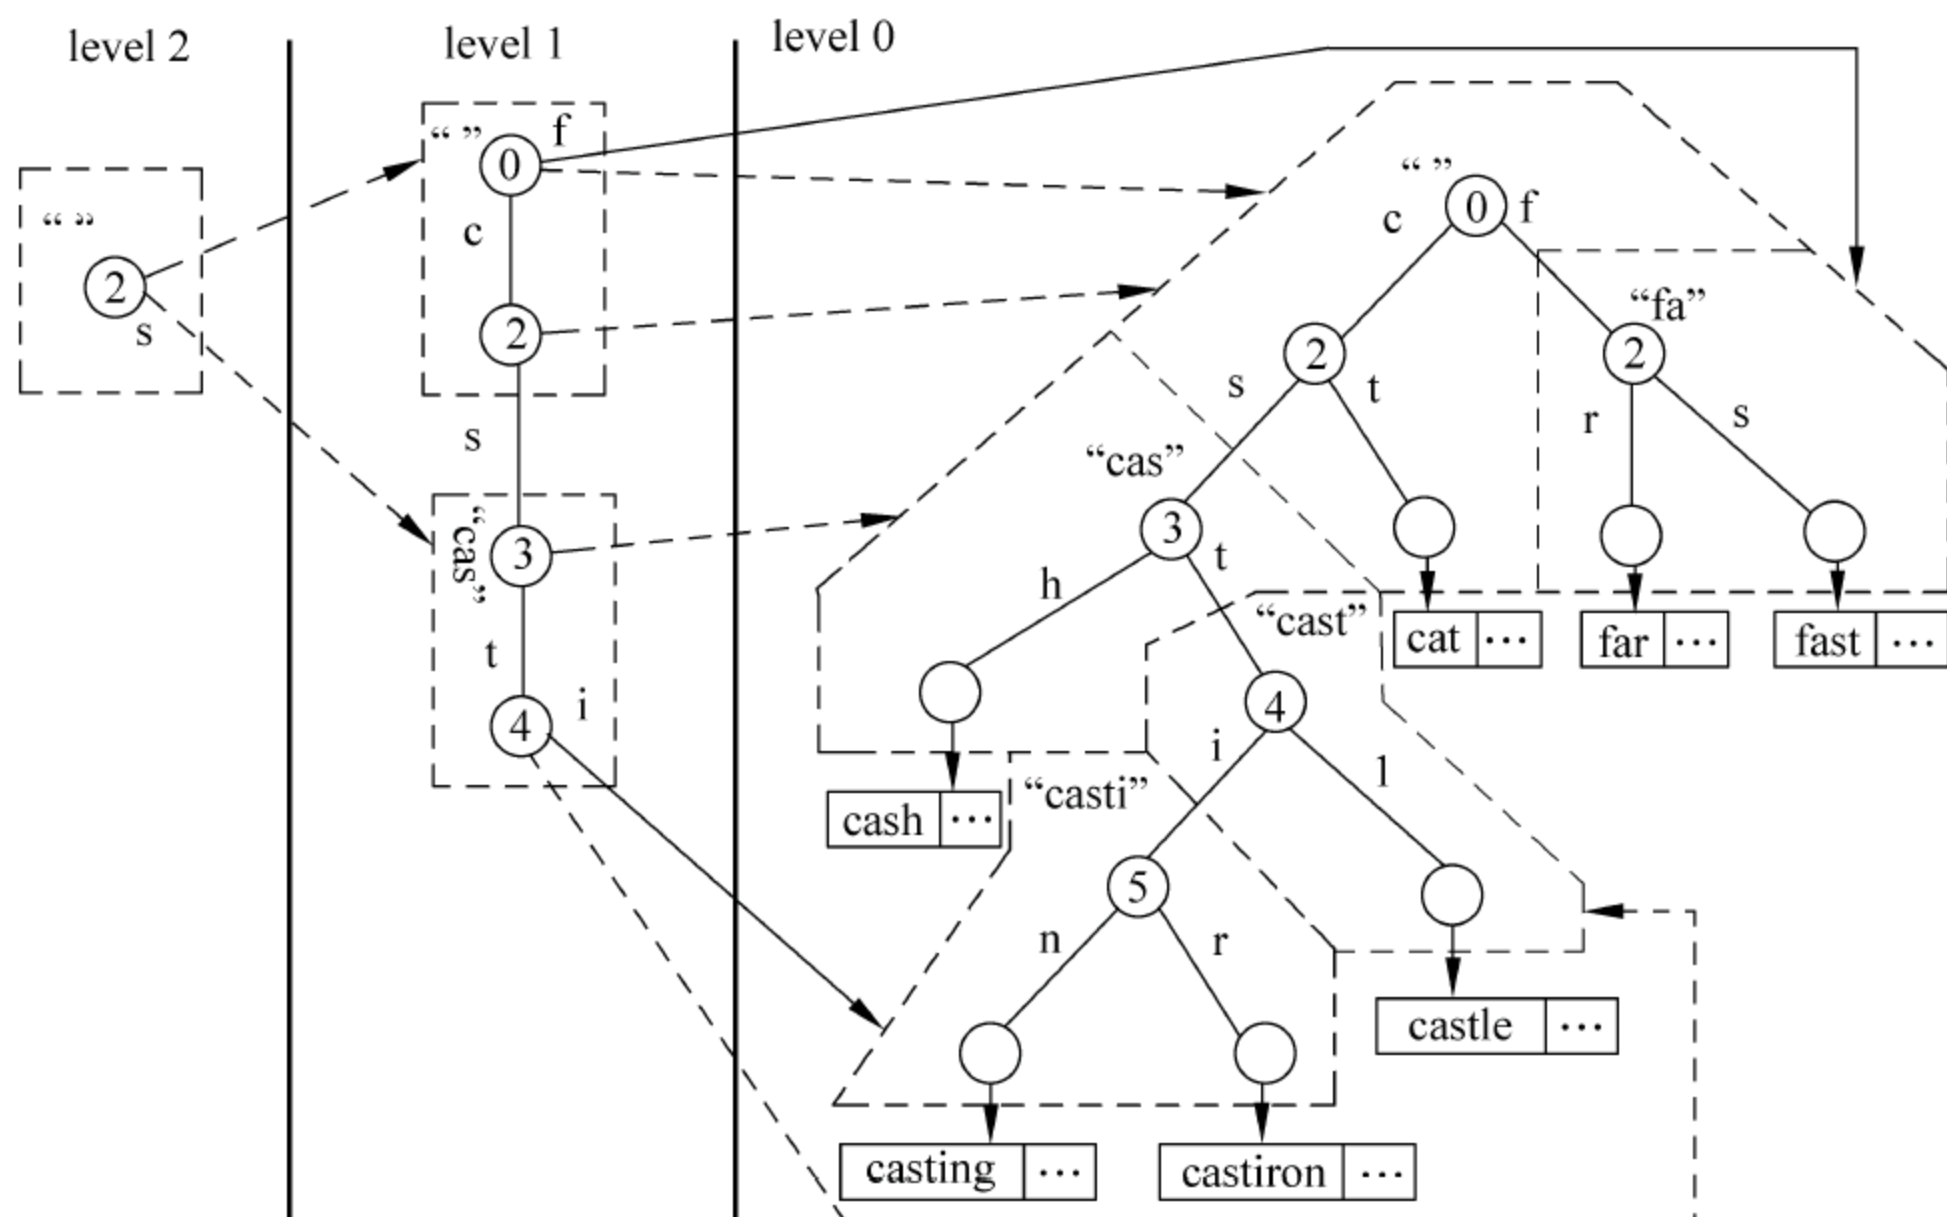 level 2
level 1
level 0
“ ”
2
s
“ ”
0
f
c
2
s
“cas”
3
t
4
i
“ ”
0
c
f
2
s
t
“fa”
2
r
s
“cas”
3
h
t
“cast”
4
i
l
cat ...
far ...
fast ...
cash ...
“casti”
5
n
r
castle ...
casting ...
castiron ...